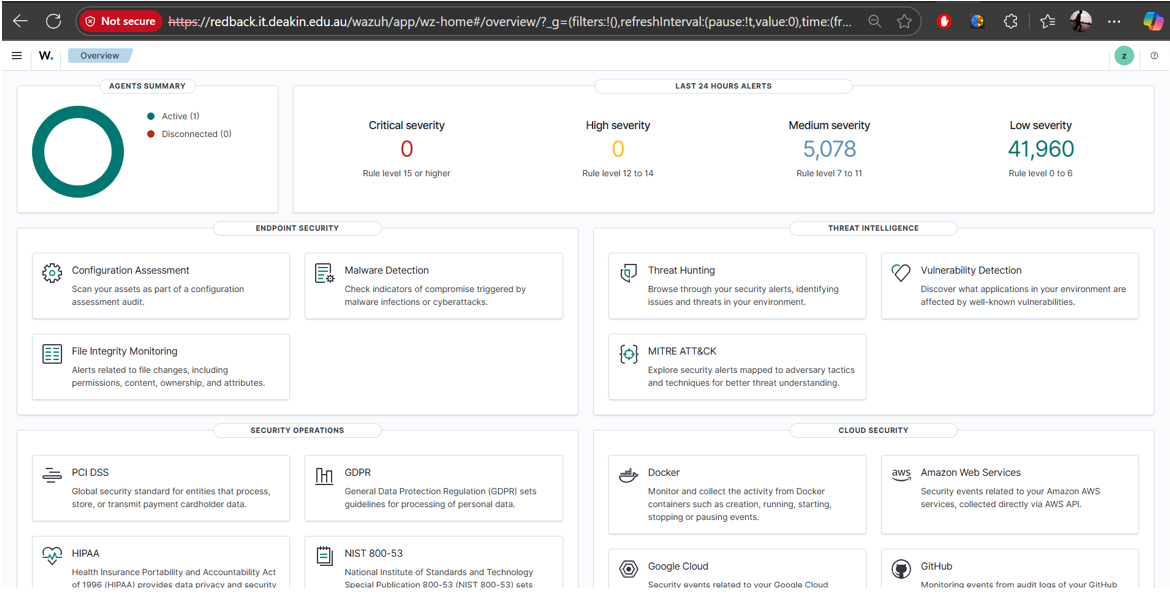 Not secure https://redback.it.deakin.edu.au/wazuh/app/wz-home#/overview/?_g=(filters:!(),refreshInterval:(pause:!t,value:0),time:(fr...
W. Overview z
AGENTS SUMMARY
Active (1)
Disconnected (0)
LAST 24 HOURS ALERTS
Critical severity
0
Rule level 15 or higher
High severity
0
Rule level 12 to 14
Medium severity
5,078
Rule level 7 to 11
Low severity
41,960
Rule level 0 to 6
ENDPOINT SECURITY
Configuration Assessment
Scan your assets as part of a configuration
assessment audit.
Malware Detection
Check indicators of compromise triggered by
malware infections or cyberattacks.
File Integrity Monitoring
Alerts related to file changes, including
permissions, content, ownership, and attributes.
THREAT INTELLIGENCE
Threat Hunting
Browse through your security alerts, identifying
issues and threats in your environment.
Vulnerability Detection
Discover what applications in your environment are
affected by well-known vulnerabilities.
MITRE ATT&CK
Explore security alerts mapped to adversary tactics
and techniques for better threat understanding.
SECURITY OPERATIONS
PCI DSS
Global security standard for entities that process,
store, or transmit payment cardholder data.
GDPR
General Data Protection Regulation (GDPR) sets
guidelines for processing of personal data.
HIPAA
Health Insurance Portability and Accountability Act
of 1996 (HIPAA) provides data privacy and security
NIST 800-53
National Institute of Standards and Technology
Special Publication 800-53 (NIST 800-53) sets
CLOUD SECURITY
Docker
Monitor and collect the activity from Docker
containers such as creation, running, starting,
stopping or pausing events.
aws
Amazon Web Services
Security events related to your Amazon AWS
services, collected directly via AWS API.
Google Cloud
Security events related to your Google Cloud
GitHub
Monitoring events from audit logs of your GitHub